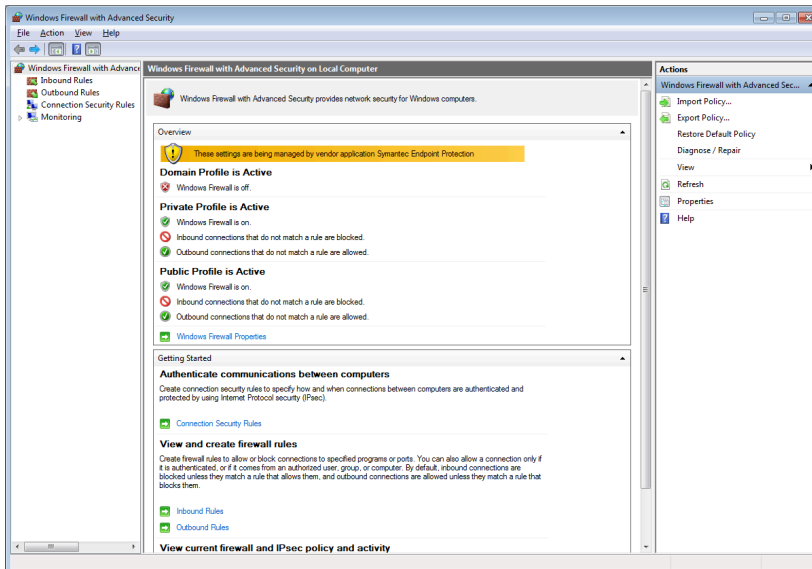 Windows Firewall with Advanced Security
File Action View Help
Windows Firewall with Advance
Inbound Rules
Outbound Rules
Connection Security Rules
Monitoring
Windows Firewall with Advanced Security on Local Computer
Windows Firewall with Advanced Security provides network security for Windows computers.
Overview
These settings are being managed by vendor application Symantec Endpoint Protection
Domain Profile is Active
Windows Firewall is off.
Private Profile is Active
Windows Firewall is on.
Inbound connections that do not match a rule are blocked.
Outbound connections that do not match a rule are allowed.
Public Profile is Active
Windows Firewall is on.
Inbound connections that do not match a rule are blocked.
Outbound connections that do not match a rule are allowed.
Windows Firewall Properties
Getting Started
Authenticate communications between computers
Create connection security rules to specify how and when connections between computers are authenticated and
protected by using Internet Protocol security (IPsec).
Connection Security Rules
View and create firewall rules
Create firewall rules to allow or block connections to specified programs or ports. You can also allow a connection only if
it is authenticated, or if it comes from an authorized user, group, or computer. By default, inbound connections are
blocked unless they match a rule that allows them, and outbound connections are allowed unless they match a rule that
blocks them.
Inbound Rules
Outbound Rules
View current firewall and IPsec policy and activity
Actions
Windows Firewall with Advanced Sec...
Import Policy...
Export Policy...
Restore Default Policy
Diagnose / Repair
View
Refresh
Properties
Help